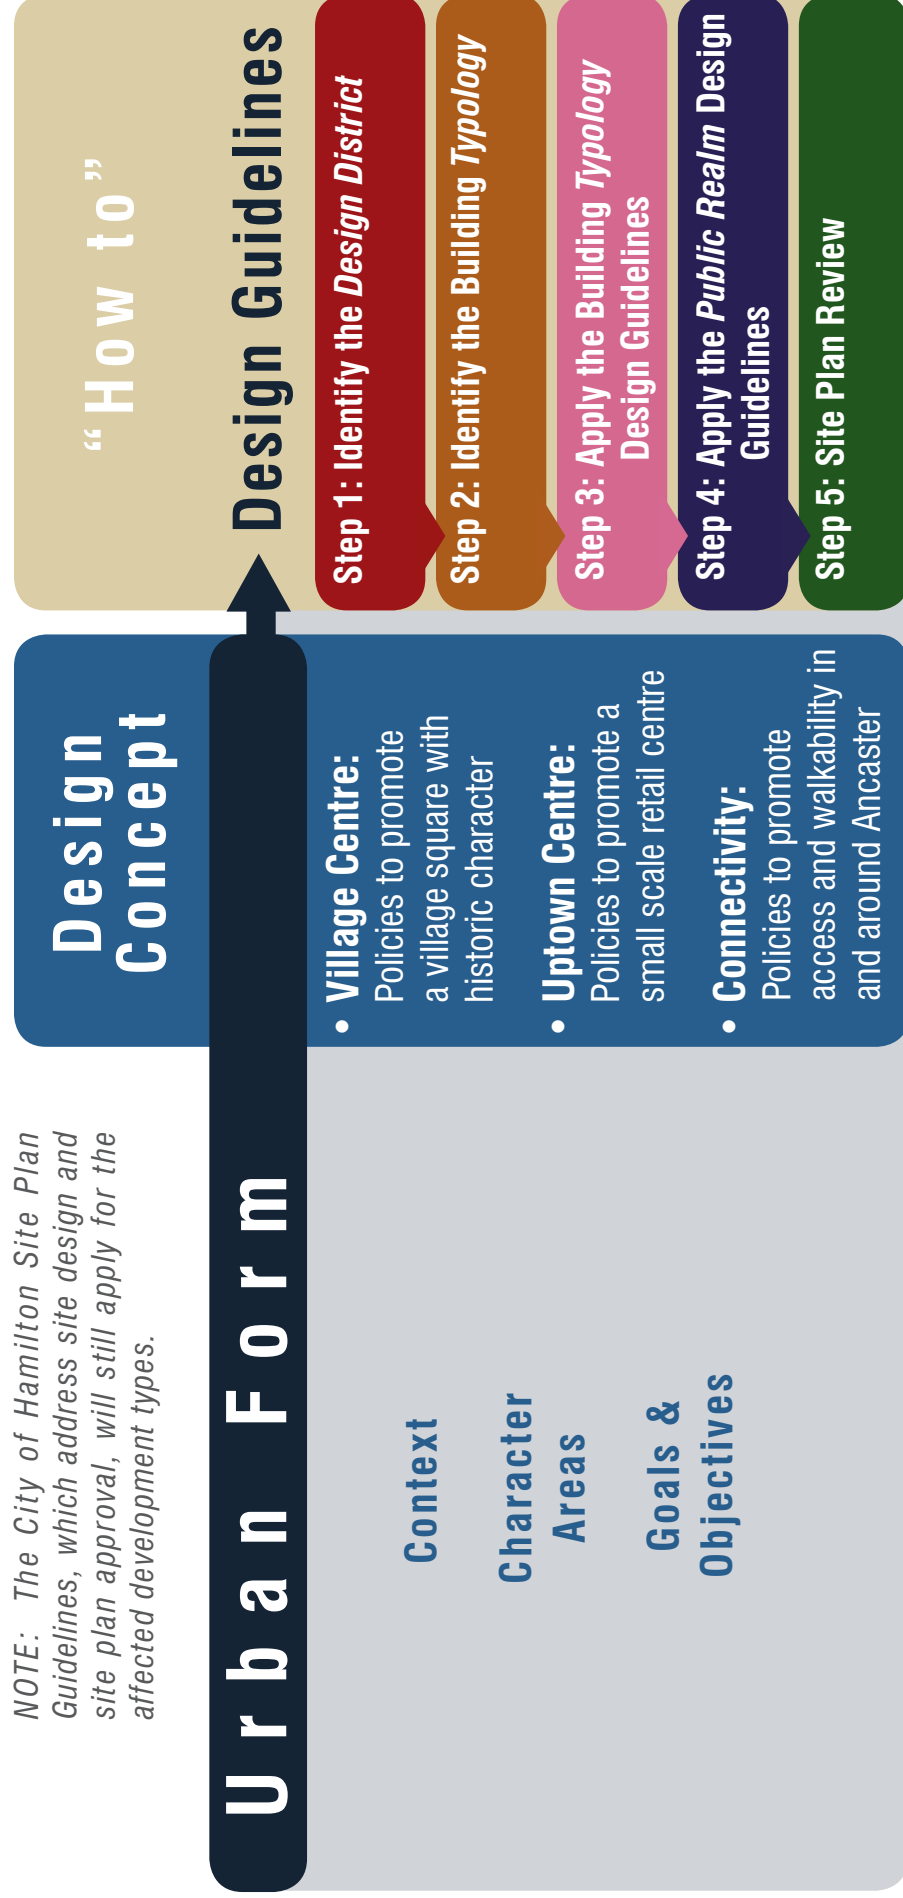 NOTE: The City of Hamilton Site Plan
Guidelines, which address site design and
site plan approval, will still apply for the
affected development types.
Urban Form
Context
Character
Areas
Goals &
Objectives
Design
Concept
• Village Centre:
Policies to promote
a village square with
historic character
• Uptown Centre:
Policies to promote a
small scale retail centre
• Connectivity:
Policies to promote
access and walkability in
and around Ancaster
“How to”
Design Guidelines
Step 1: Identify the Design District
Step 2: Identify the Building Typology
Step 3: Apply the Building Typology
Design Guidelines
Step 4: Apply the Public Realm Design
Guidelines
Step 5: Site Plan Review